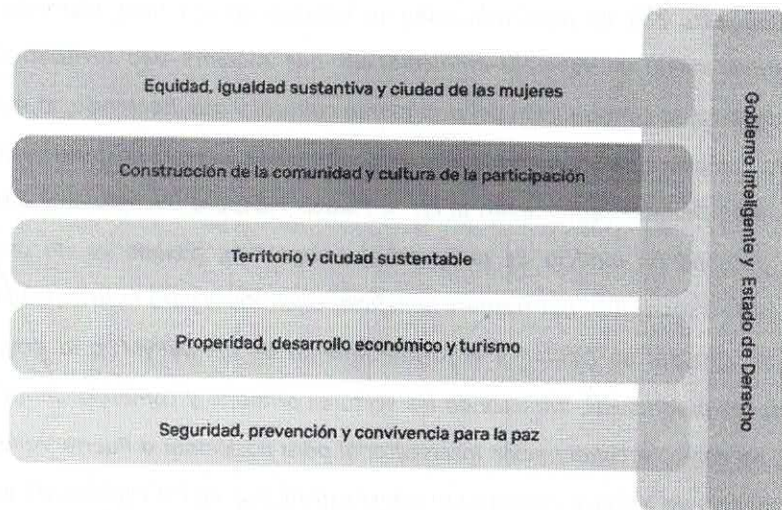 Equidad, igualdad sustantiva y ciudad de las mujeres
Construcción de la comunidad y cultura de la participación
Territorio y ciudad sustentable
Properidad, desarrollo económico y turismo
Seguridad, prevención y convivencia para la paz
Gobierno Inteligente y Estado de Derecho